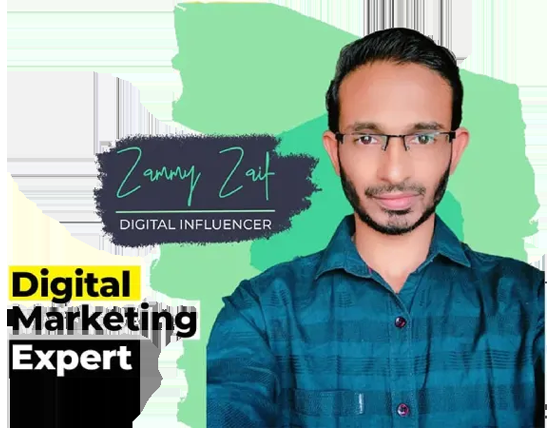 Zammy Zaif
DIGITAL INFLUENCER
Digital
Marketing
Expert